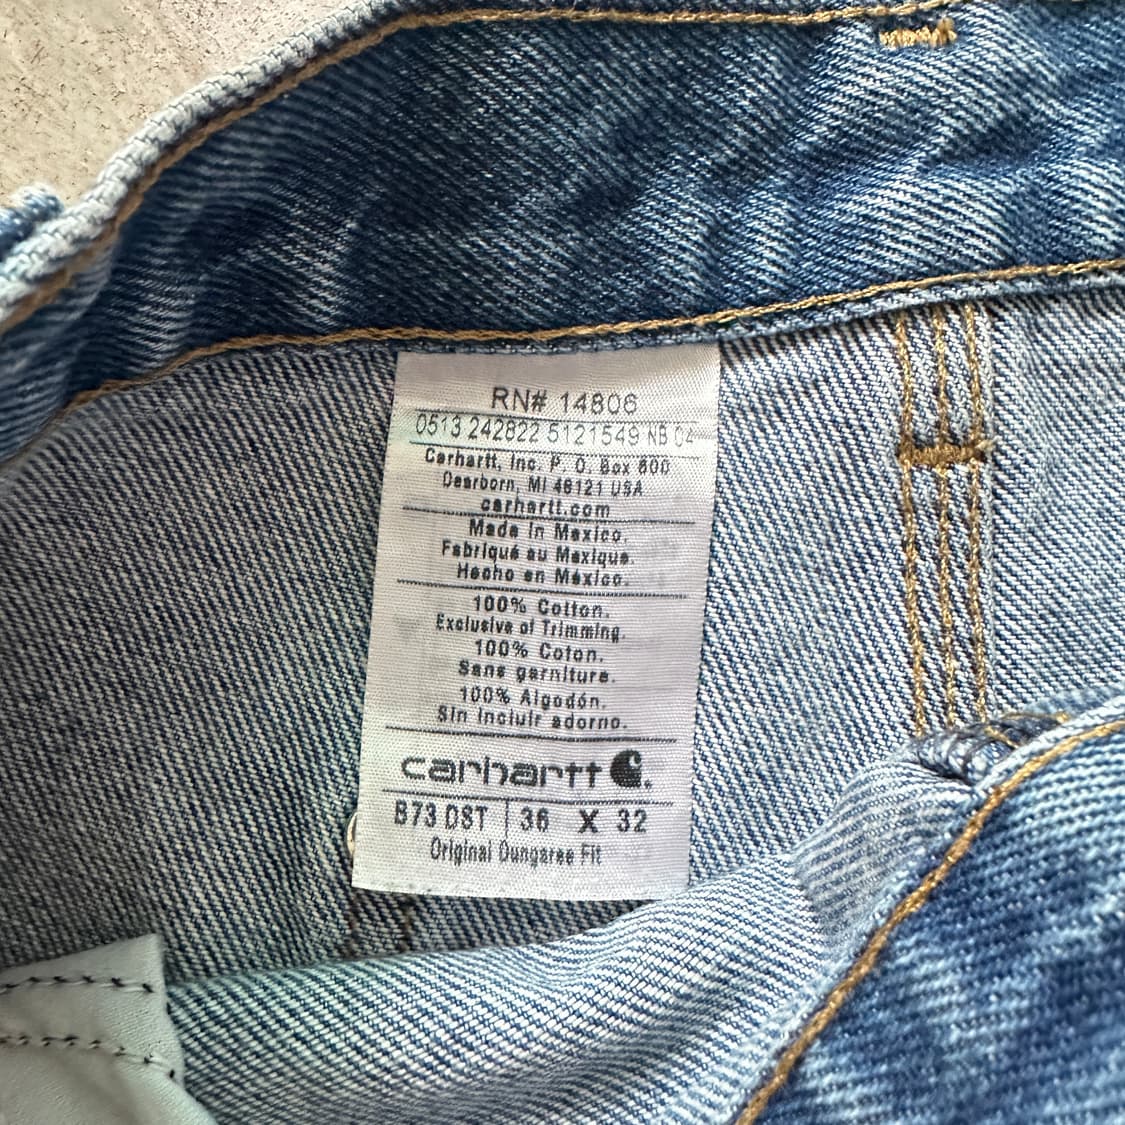 RN# 14806
0513 242822 5121549 NB 04
Carhartt, Inc. P. O. Box 600
Dearborn, MI 48121 USA
carhartt.com
Made in Mexico.
Fabriqué au Mexique.
Hecho en México.
100% Cotton.
Exclusive of Trimming.
100% Coton.
Sans garniture.
100% Algodón.
Sin incluir adorno.
carhartt
B73 DST 36 X 32
Original Dungaree Fit